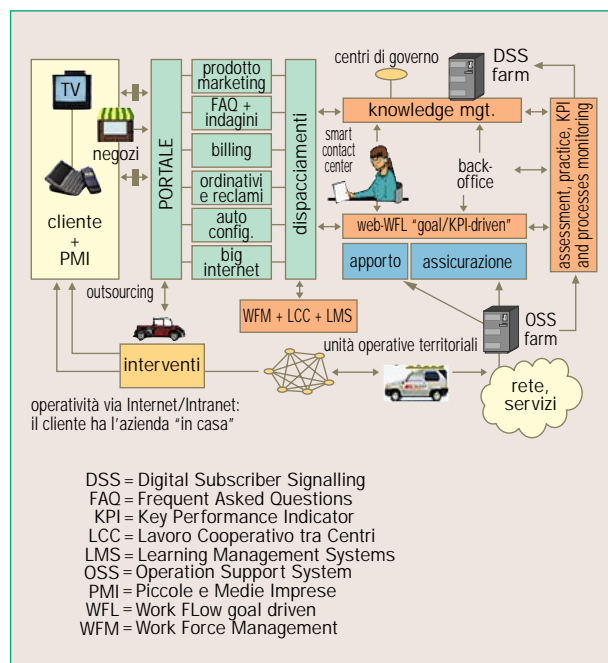 TV
negozi
cliente
+
PMI
PORTALE
prodotto
marketing
FAQ +
indagini
billing
ordinativi
e reclami
auto
config.
big
internet
dispacciamenti
centri di governo
DSS
farm
knowledge mgt.
smart
contact
center
back-
office
web-WFL “goal/KPI-driven”
apporto
assicurazione
assessment, practice, KPI
and processes monitoring
outsourcing
WFM + LCC + LMS
OSS
farm
unità operative territoriali
interventi
rete,
servizi
operatività via Internet/Intranet:
il cliente ha l’azienda “in casa”
DSS = Digital Subscriber Signalling
FAQ = Frequent Asked Questions
KPI = Key Performance Indicator
LCC = Lavoro Cooperativo tra Centri
LMS = Learning Management Systems
OSS = Operation Support System
PMI = Piccole e Medie Imprese
WFL = Work FLow goal driven
WFM = Work Force Management